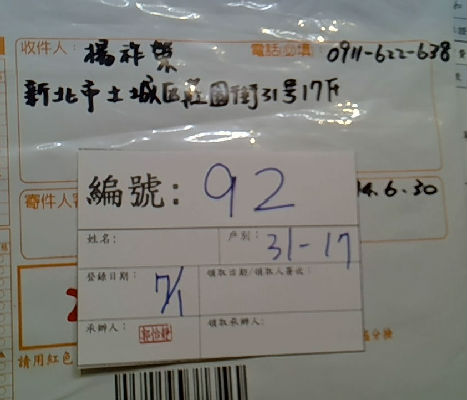 收件人： 楊祚榮 電話(必填)： 0911-622-638
新北市土城區莊園街31号17F
編號： 92
寄件人 14.6.30
姓名： 戶別： 31-17
登錄日期： 7/1 領取日期/領取人簽收：
承辦人： 領取承辦人：
請用紅色